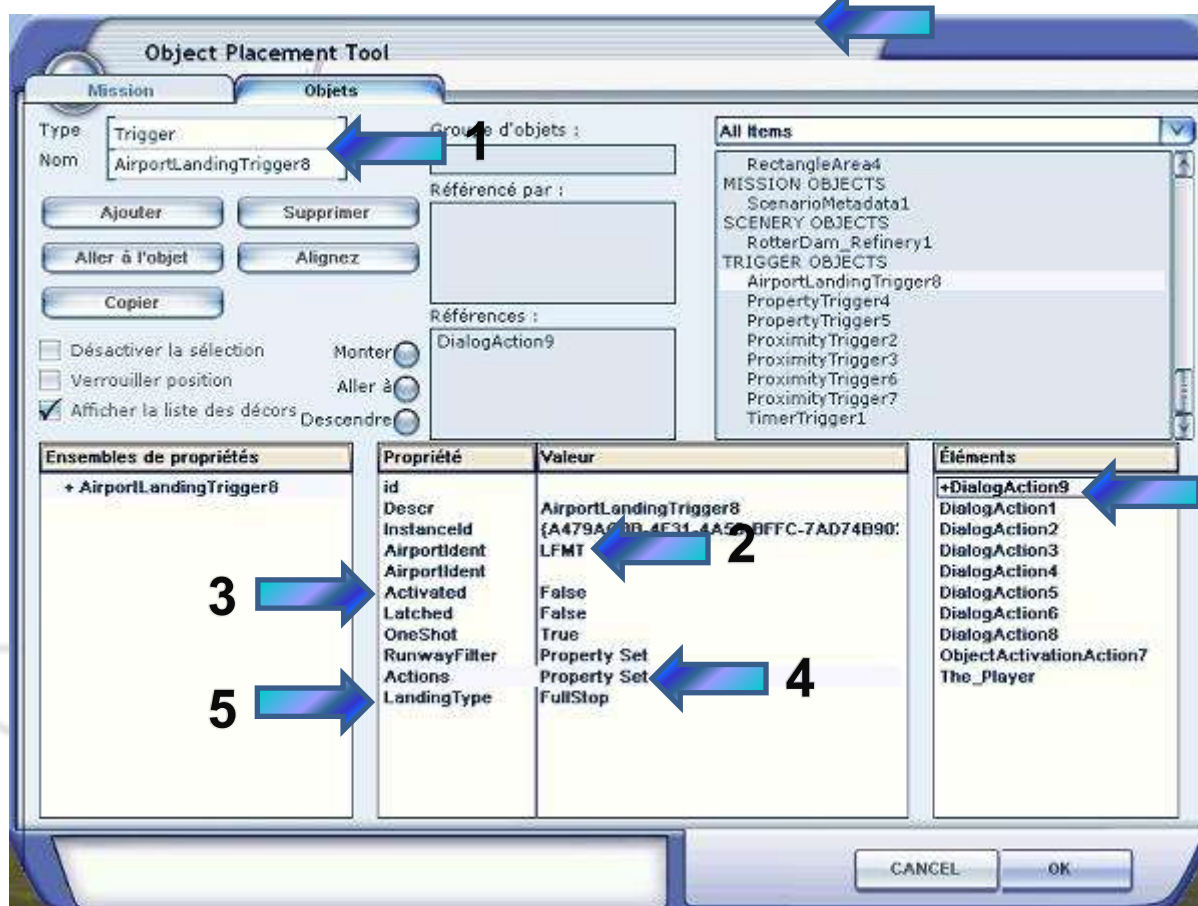 Object Placement Tool
Mission
Objets
Type
Trigger
Nom
AirportLandingTrigger8
1
d'objets :
Ajouter
Supprimer
Aller à l'objet
Alignez
Copier
Désactiver la sélection
Verrouiller position
Afficher la liste des décors
Monter
Aller à
Descendre
Référencé par :
Références :
DialogAction9
All Items
RectangleArea4
MISSION OBJECTS
ScenarioMetadata1
SCENERY OBJECTS
RotterDam_Refinery1
TRIGGER OBJECTS
AirportLandingTrigger8
PropertyTrigger4
PropertyTrigger5
ProximityTrigger2
ProximityTrigger3
ProximityTrigger6
ProximityTrigger7
TimerTrigger1
Ensembles de propriétés
+ AirportLandingTrigger8
Propriété Valeur
id
Descr AirportLandingTrigger8
InstanceId
AirportIdent LFMT
2
AirportIdent
3
Activated False
Latched False
OneShot True
RunwayFilter Property Set
Actions Property Set
4
5
LandingType FullStop
Éléments
+DialogAction9
DialogAction1
DialogAction2
DialogAction3
DialogAction4
DialogAction5
DialogAction6
DialogAction8
ObjectActivationAction7
The_Player
CANCEL
OK